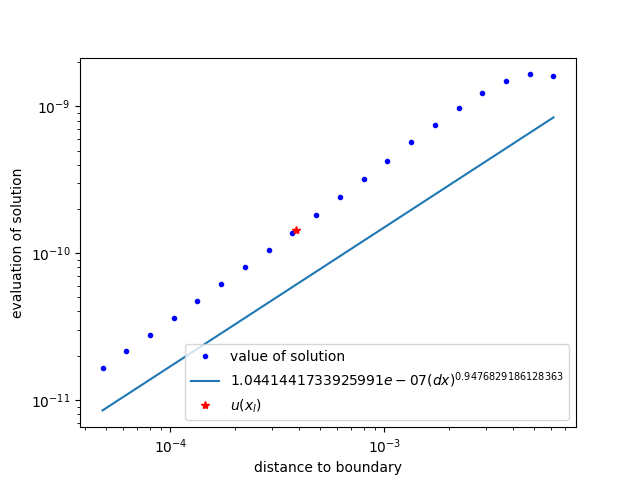 evaluation of solution
10⁻⁹
10⁻¹⁰
10⁻¹¹
value of solution
1.0441441733925991e − 07(dx)^0.9476829186128363
u(x_l)
10⁻⁴
10⁻³
distance to boundary